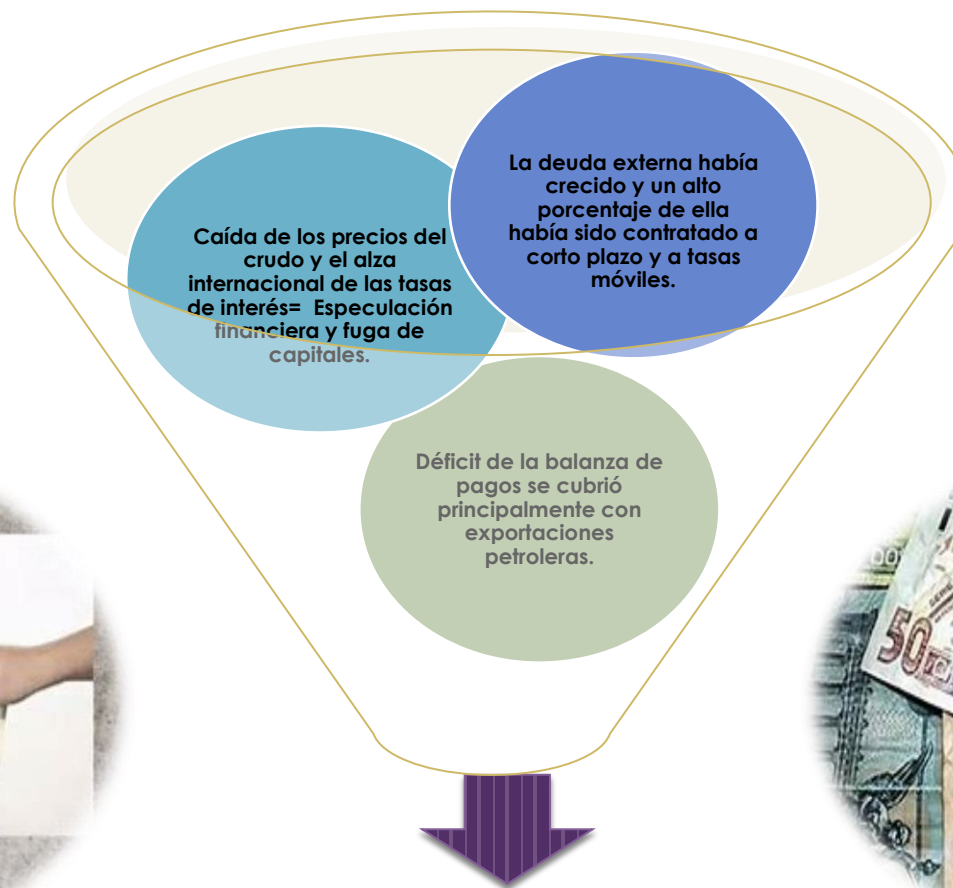 La deuda externa había
crecido y un alto
porcentaje de ella
había sido contratado a
corto plazo y a tasas
móviles.
Caída de los precios del
crudo y el alza
internacional de las tasas
de interés=  Especulación
financiera y fuga de
capitales.
Déficit de la balanza de
pagos se cubrió
principalmente con
exportaciones
petroleras.
50